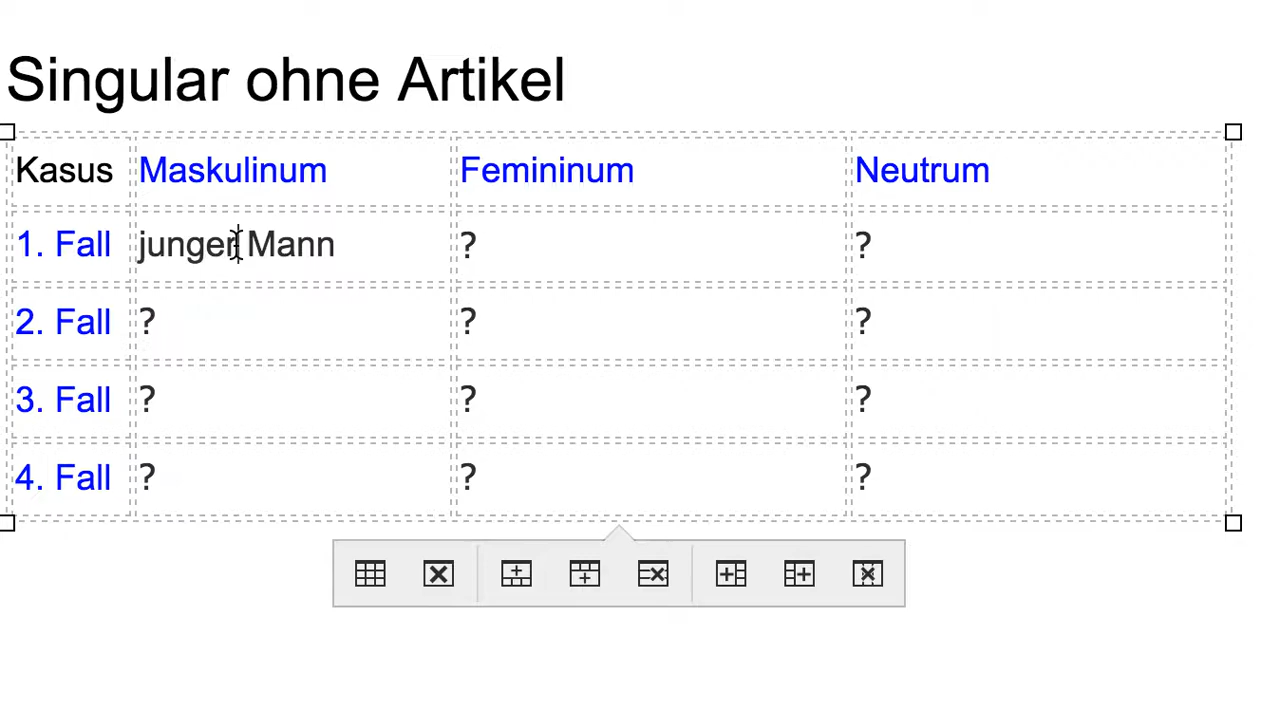 Singular ohne Artikel
Kasus Maskulinum Femininum Neutrum
1. Fall junger Mann ? ?
2. Fall ? ? ?
3. Fall ? ? ?
4. Fall ? ? ?